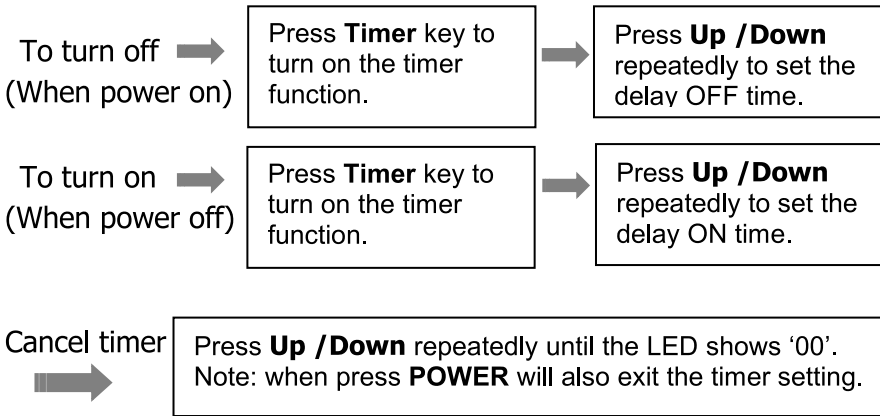 To turn off
(When power on)
Press Timer key to
turn on the timer
function.
Press Up /Down
repeatedly to set the
delay OFF time.
To turn on
(When power off)
Press Timer key to
turn on the timer
function.
Press Up /Down
repeatedly to set the
delay ON time.
Cancel timer
Press Up /Down repeatedly until the LED shows ‘00’.
Note: when press POWER will also exit the timer setting.